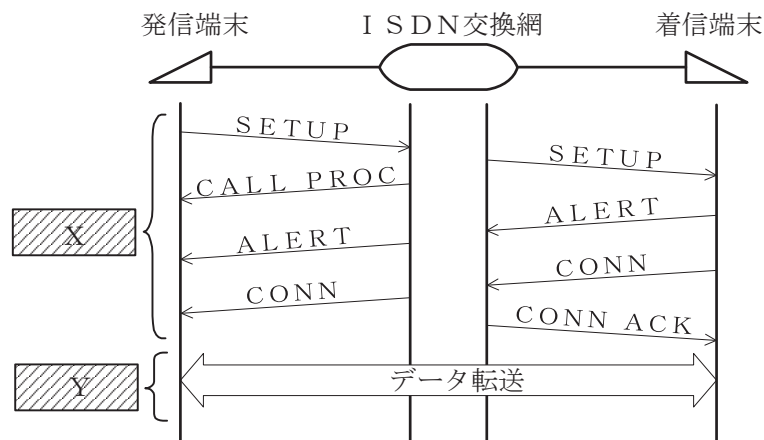 発信端末
ＩＳＤＮ交換網
着信端末
SETUP
SETUP
CALL PROC
ALERT
X
ALERT
CONN
CONN
CONN ACK
Y
データ転送